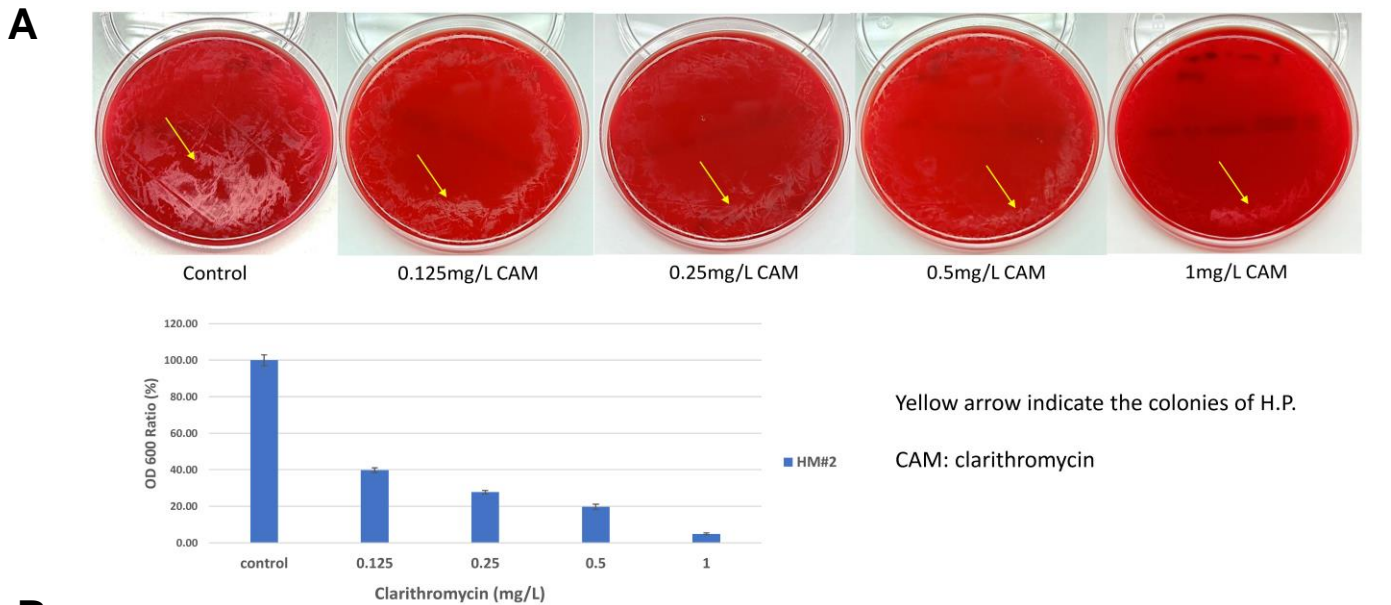 A
Control
0.125mg/L CAM
0.25mg/L CAM
0.5mg/L CAM
1mg/L CAM
120.00
100.00
80.00
60.00
40.00
20.00
0.00
OD 600 Ratio (%)
control
0.125
0.25
0.5
1
Clarithromycin (mg/L)
HM#2
Yellow arrow indicate the colonies of H.P.
CAM: clarithromycin